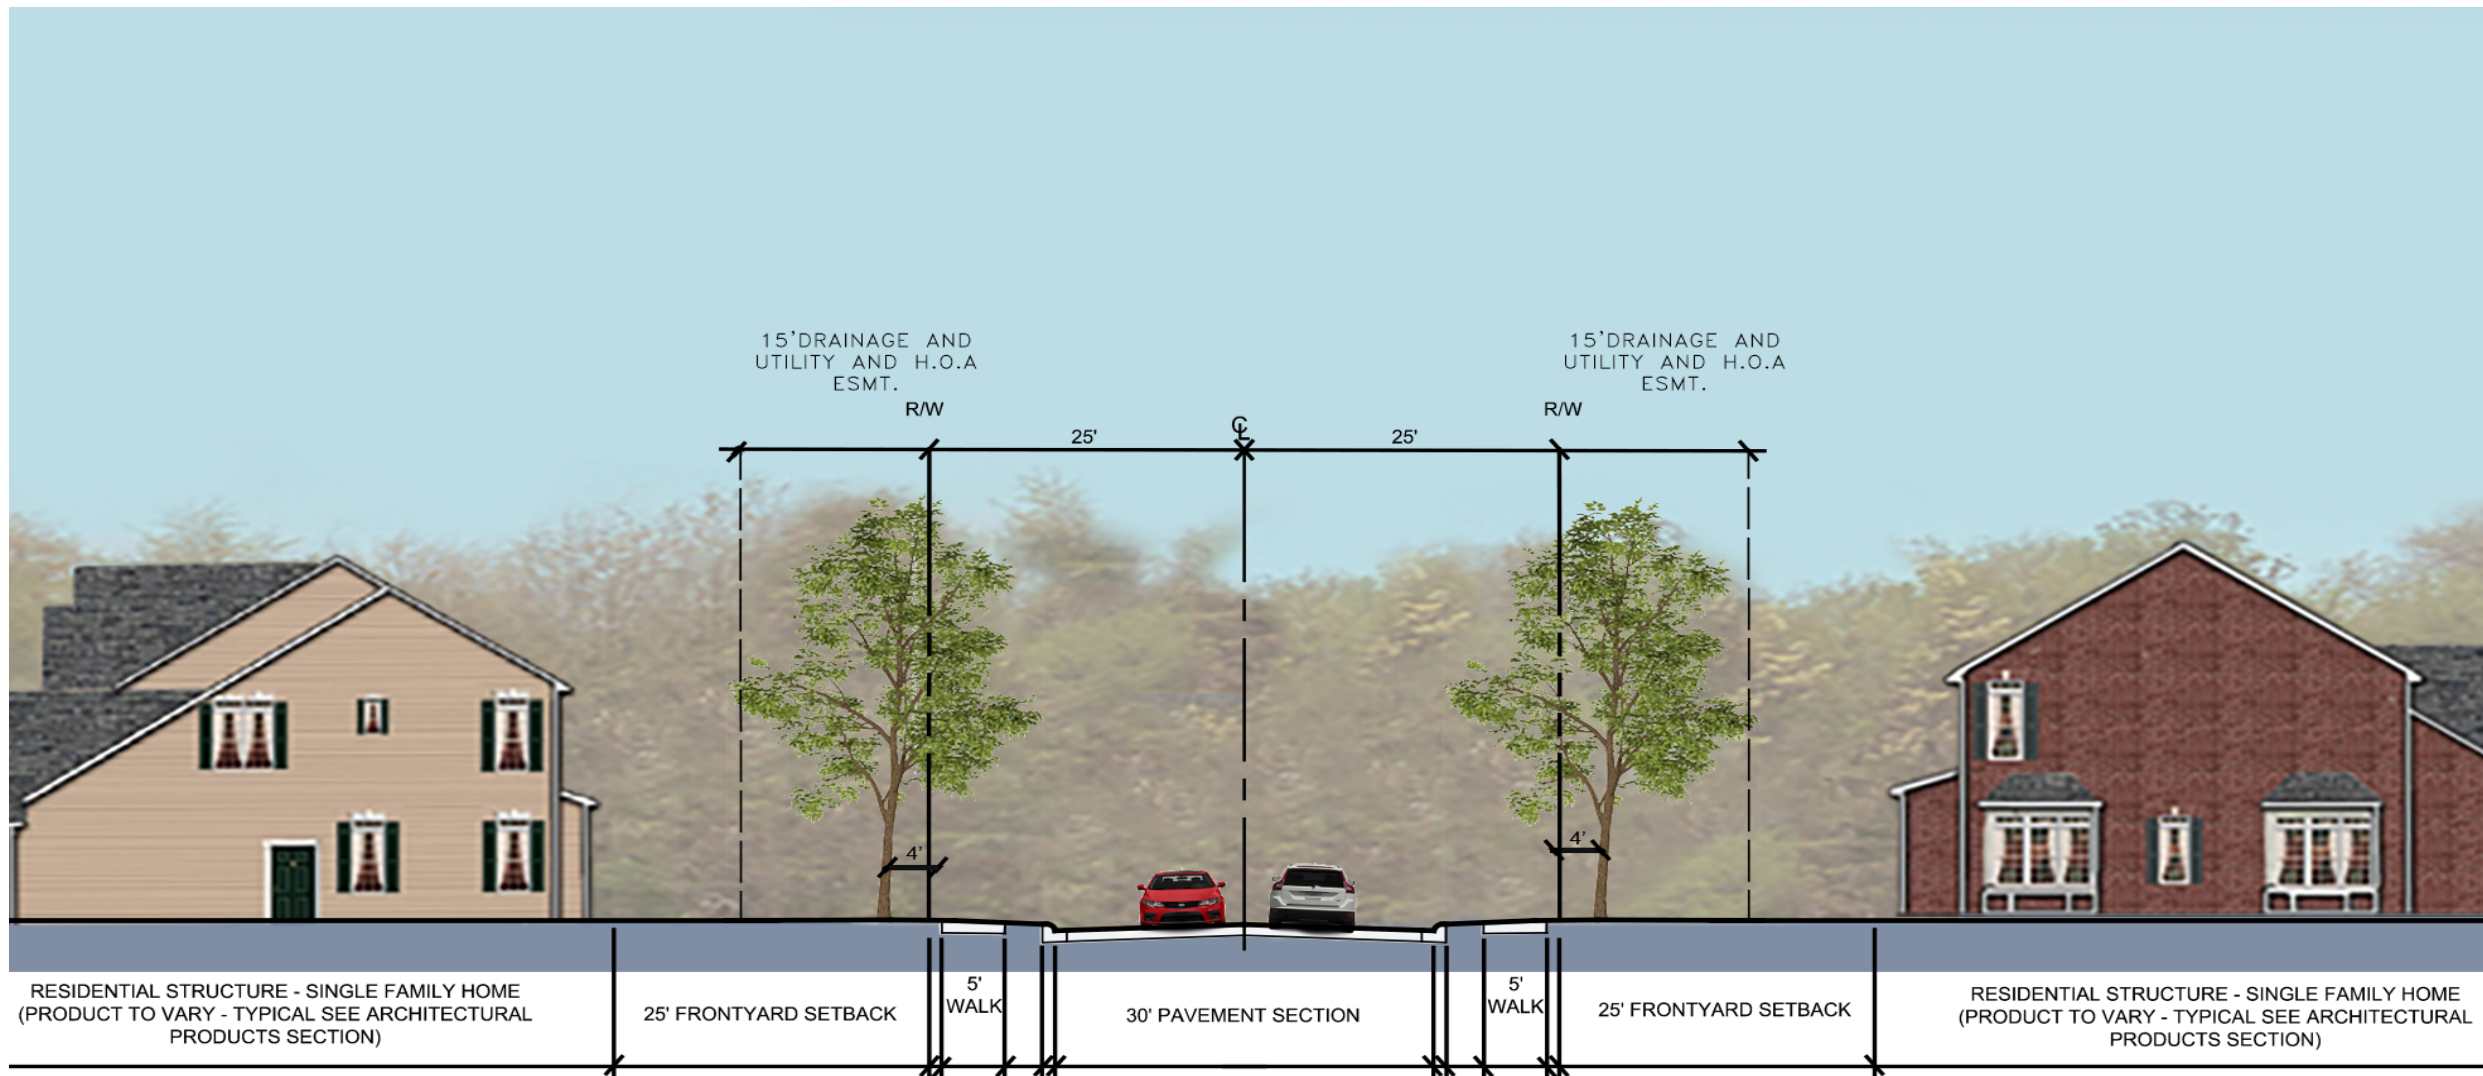 15'DRAINAGE AND
UTILITY AND H.O.A
ESMT.
15'DRAINAGE AND
UTILITY AND H.O.A
ESMT.
R/W
R/W
25'
℄
25'
4'
4'
RESIDENTIAL STRUCTURE - SINGLE FAMILY HOME
(PRODUCT TO VARY - TYPICAL SEE ARCHITECTURAL
PRODUCTS SECTION)
25' FRONTYARD SETBACK
5'
WALK
30' PAVEMENT SECTION
5'
WALK
25' FRONTYARD SETBACK
RESIDENTIAL STRUCTURE - SINGLE FAMILY HOME
(PRODUCT TO VARY - TYPICAL SEE ARCHITECTURAL
PRODUCTS SECTION)